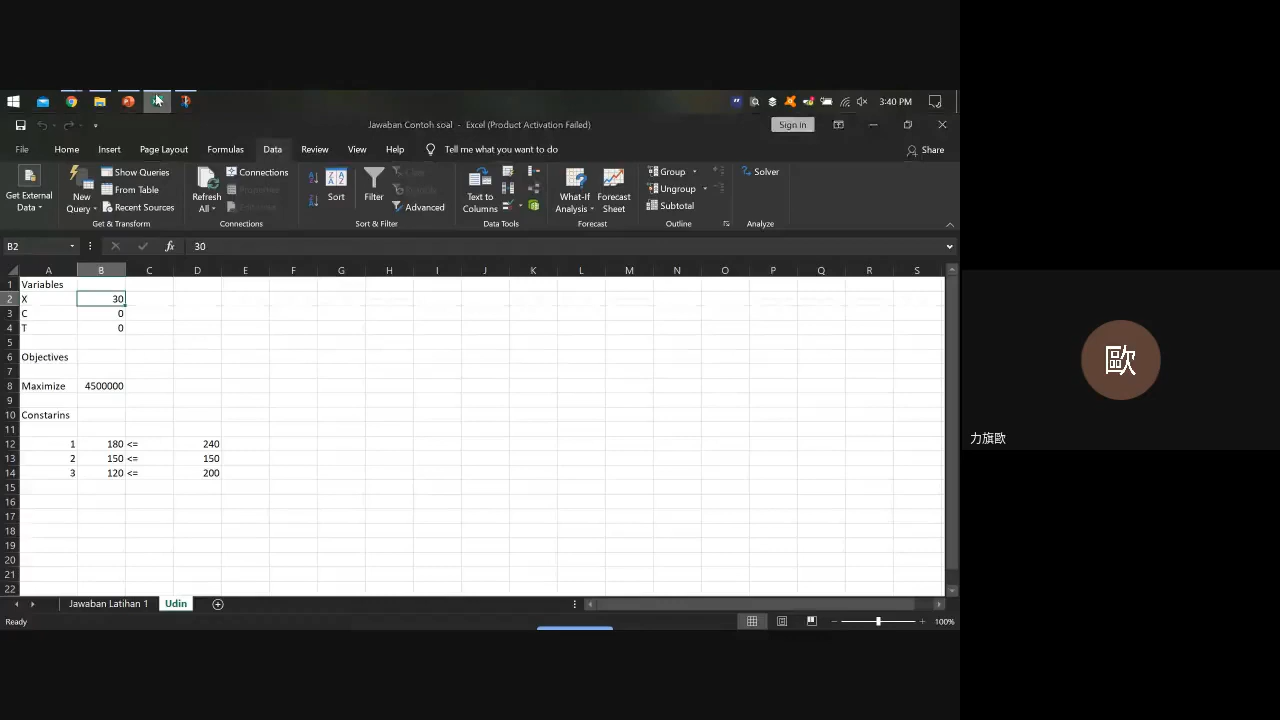 3:40 PM
Jawaban Contoh soal - Excel (Product Activation Failed)
Sign in
File Home Insert Page Layout Formulas Data Review View Help Tell me what you want to do
Share
Get External Data
New Query
Show Queries
From Table
Recent Sources
Get & Transform
Refresh All
Connections
Connections
Sort
Filter
Advanced
Sort & Filter
Text to Columns
Data Tools
What-If Analysis
Forecast Sheet
Forecast
Group
Ungroup
Subtotal
Outline
Solver
Analyze
B2 fx 30
A B C D E F G H I J K L M N O P Q R S
1 Variables
2 X 30
3 C 0
4 T 0
5
6 Objectives
7
8 Maximize 4500000
9
10 Constarins
11
12 1 180 <= 240
13 2 150 <= 150
14 3 120 <= 200
15
16
17
18
19
20
21
22
Jawaban Latihan 1 Udin
Ready
100%
歐
力旗歐